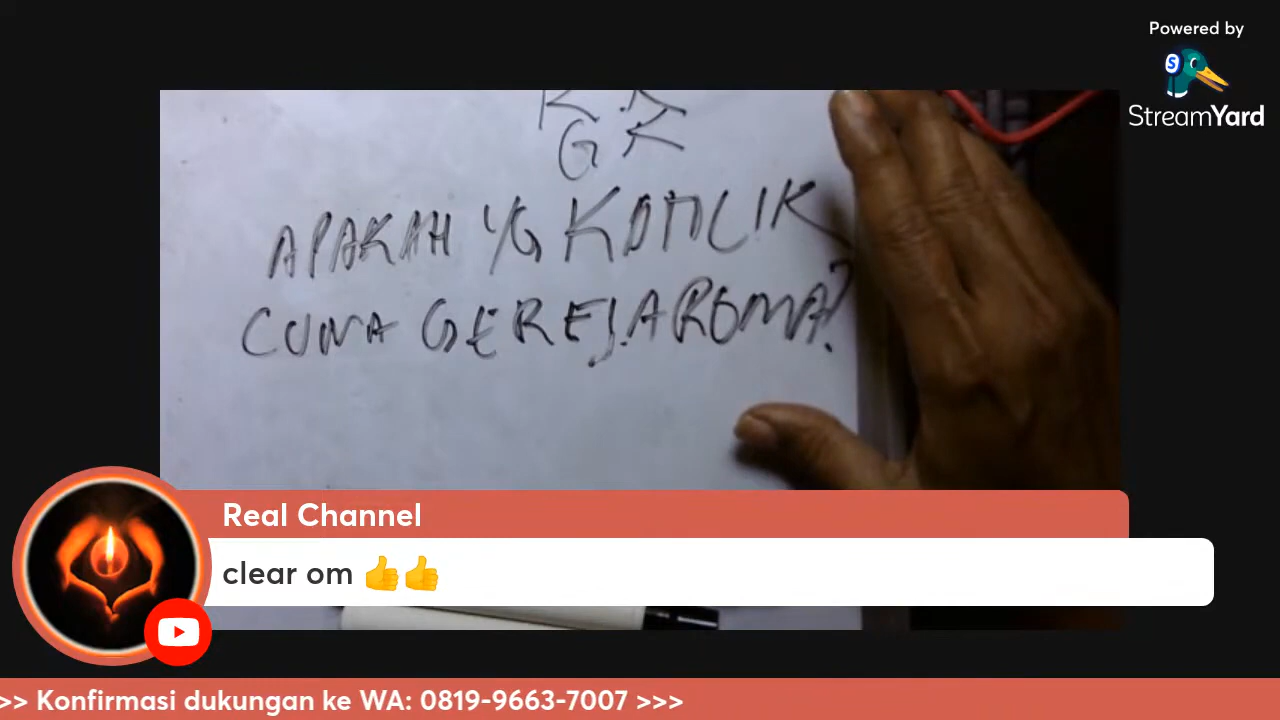 Powered by
StreamYard
K K
G K
APAKAH YG KATOLIK
CUMA GEREJA ROMA?
Real Channel
clear om 👍👍
>> Konfirmasi dukungan ke WA: 0819-9663-7007 >>>